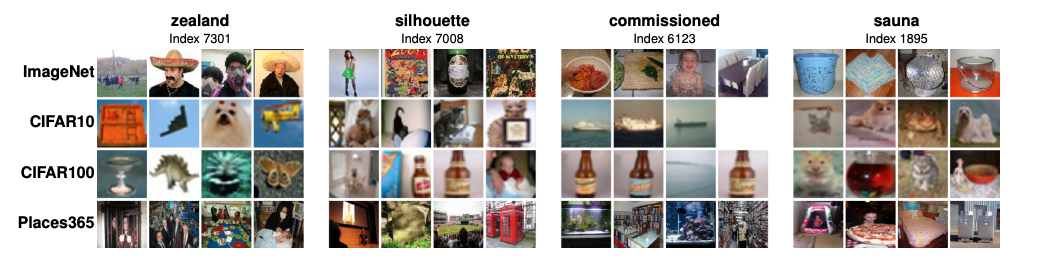 zealand silhouette commissioned sauna
Index 7301 Index 7008 Index 6123 Index 1895
ImageNet
CIFAR10
CIFAR100
Places365